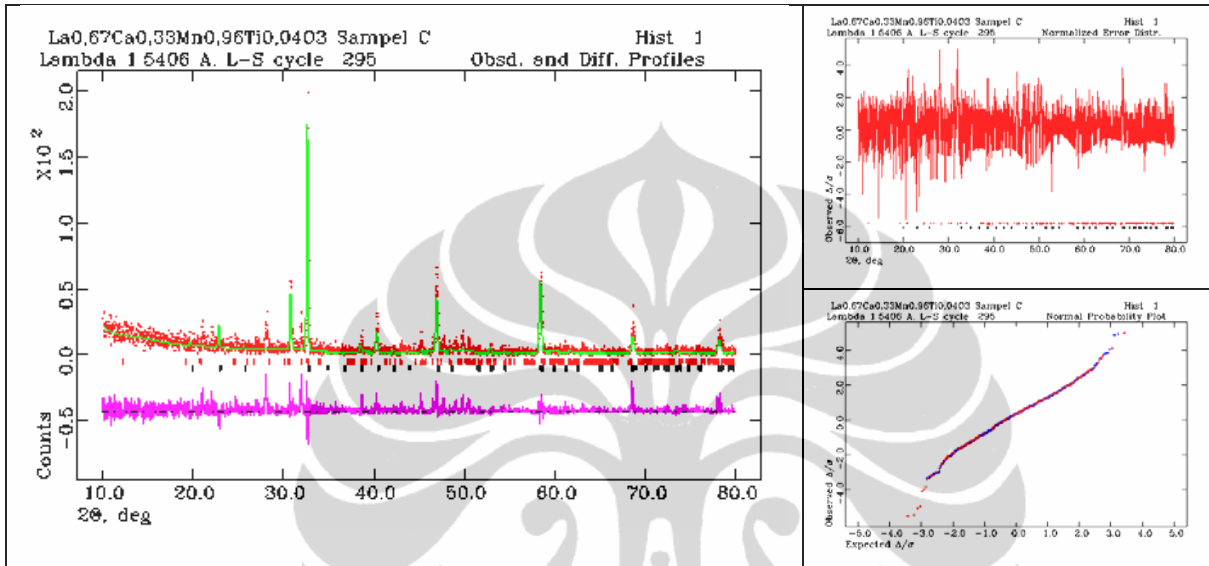 La0,67Ca0,33Mn0,96Ti0,04O3 Sampel C Hist 1
Lambda 1.5406 A, L-S cycle 295 Obsd. and Diff. Profiles
X10 2
2.0
1.5
1.0
0.5
0.0
-0.5
Counts
10.0 20.0 30.0 40.0 50.0 60.0 70.0 80.0
2Θ, deg
La0,67Ca0,33Mn0,96Ti0,04O3 Sampel C Hist 1
Lambda 1.5406 A, L-S cycle 295 Normalized Error Distr.
4.0
2.0
0.0
-2.0
-4.0
-6.0
Observed Δ/σ
10.0 20.0 30.0 40.0 50.0 60.0 70.0 80.0
2Θ, deg
La0,67Ca0,33Mn0,96Ti0,04O3 Sampel C Hist 1
Lambda 1.5406 A, L-S cycle 295 Normal Probability Plot
4.0
2.0
0.0
-2.0
-4.0
Observed Δ/σ
-5.0 -4.0 -3.0 -2.0 -1.0 0.0 1.0 2.0 3.0 4.0 5.0
Expected Δ/σ